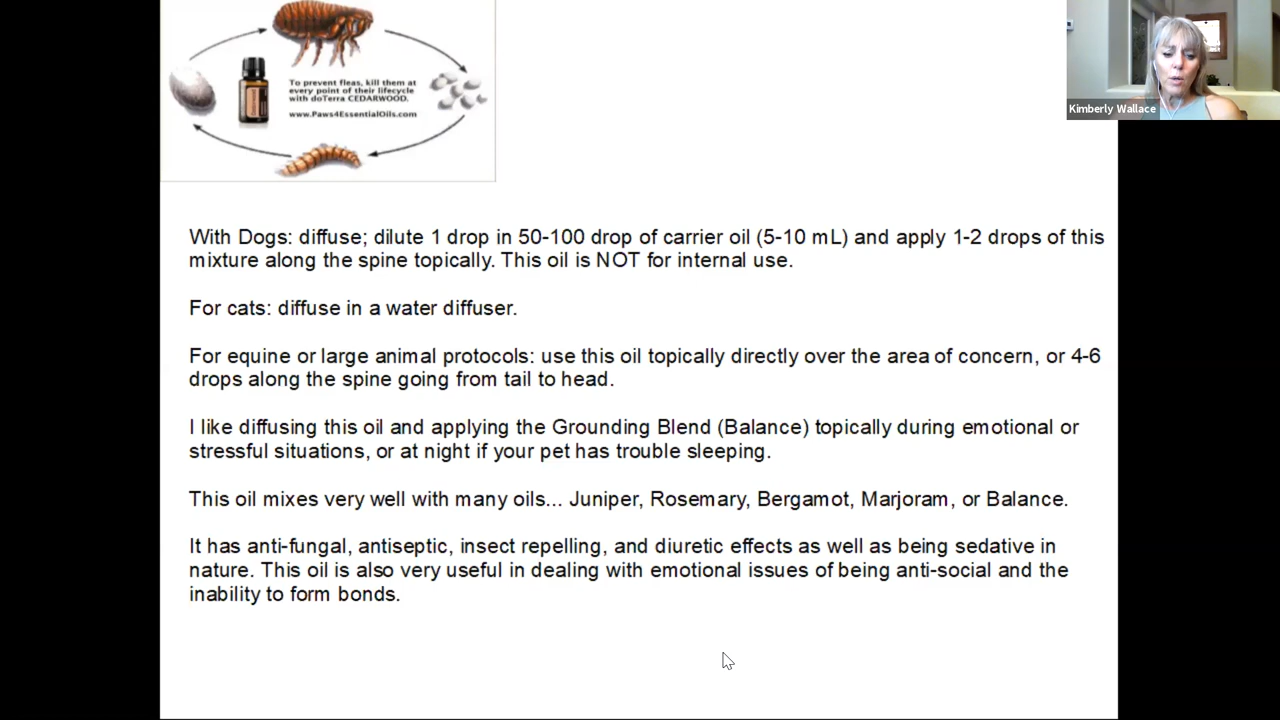 To prevent fleas, kill them at
every point of their lifecycle
with doTerra CEDARWOOD.
www.Paws4EssentialOils.com
Kimberly Wallace
With Dogs: diffuse; dilute 1 drop in 50-100 drop of carrier oil (5-10 mL) and apply 1-2 drops of this
mixture along the spine topically. This oil is NOT for internal use.
For cats: diffuse in a water diffuser.
For equine or large animal protocols: use this oil topically directly over the area of concern, or 4-6
drops along the spine going from tail to head.
I like diffusing this oil and applying the Grounding Blend (Balance) topically during emotional or
stressful situations, or at night if your pet has trouble sleeping.
This oil mixes very well with many oils... Juniper, Rosemary, Bergamot, Marjoram, or Balance.
It has anti-fungal, antiseptic, insect repelling, and diuretic effects as well as being sedative in
nature. This oil is also very useful in dealing with emotional issues of being anti-social and the
inability to form bonds.